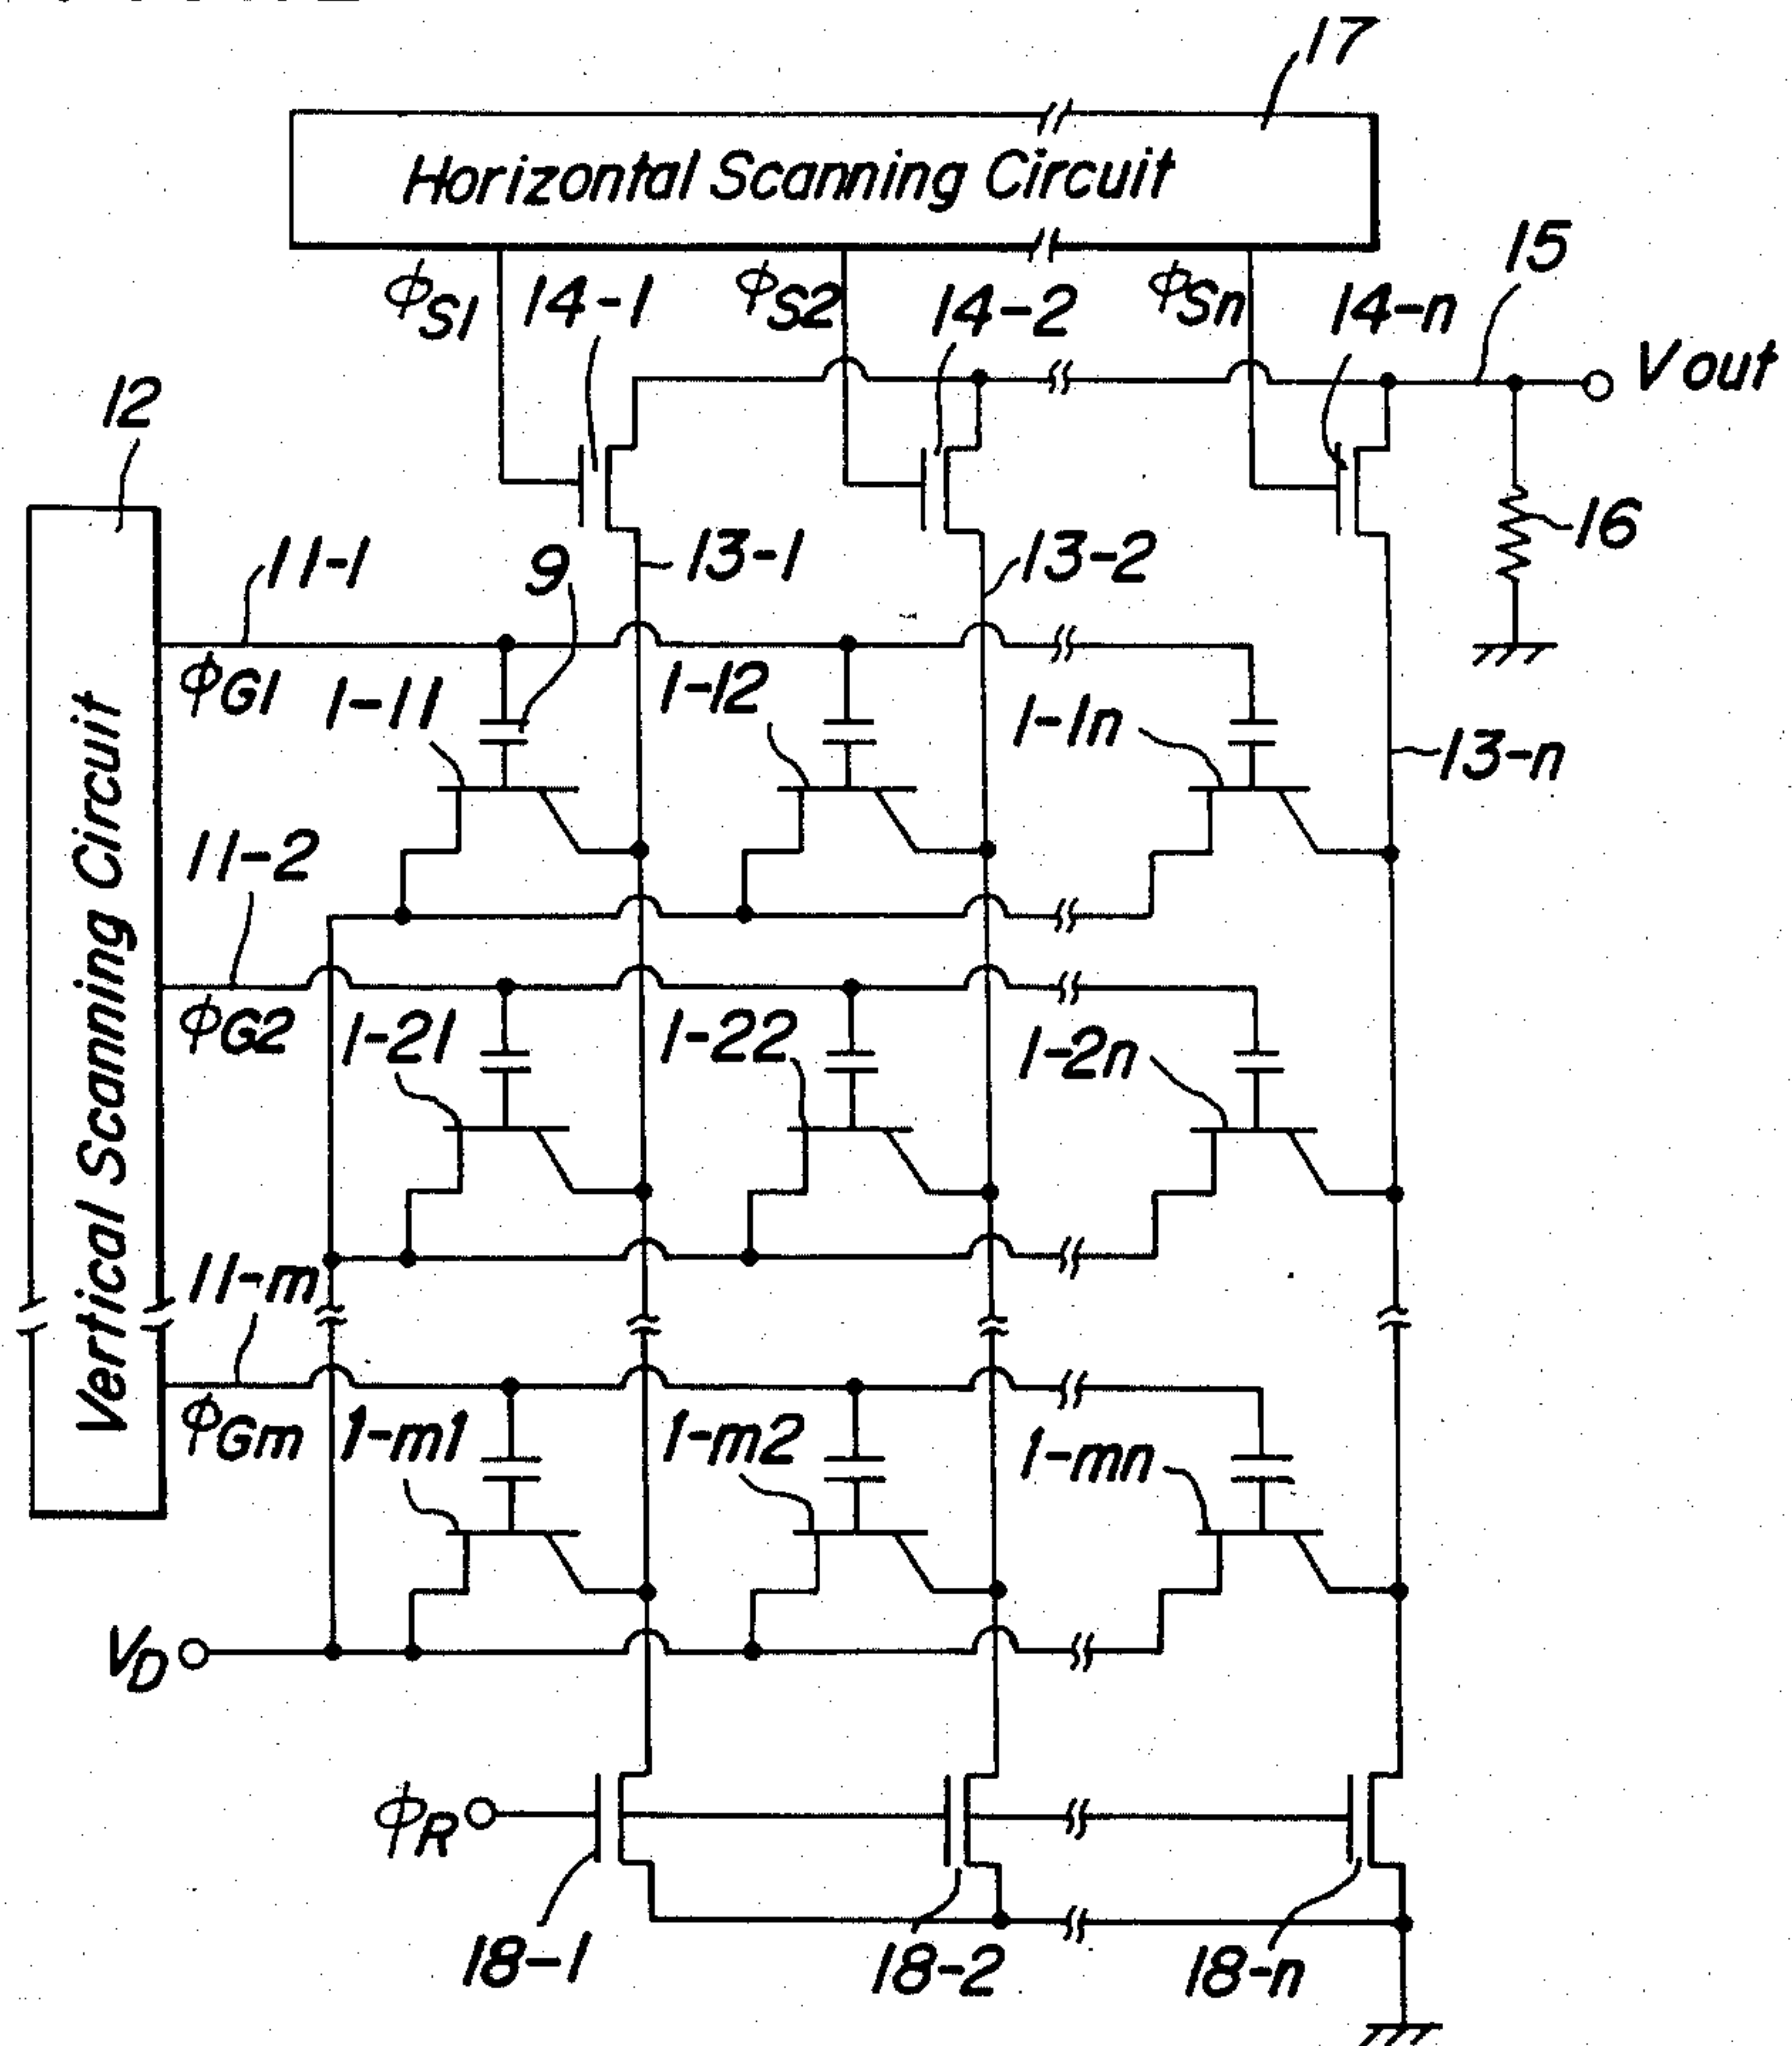 17
Horizontal Scanning Circuit
ϕS1 14-1 ϕS2 14-2 ϕSn 14-n 15
Vout
12
16
11-1 9 13-1 13-2
ϕG1 1-11 1-12 1-1n
13-n
Vertical Scanning Circuit
11-2
ϕG2 1-21 1-22 1-2n
11-m
ϕGm 1-m1 1-m2 1-mn
VD
ϕR
18-1 18-2 18-n